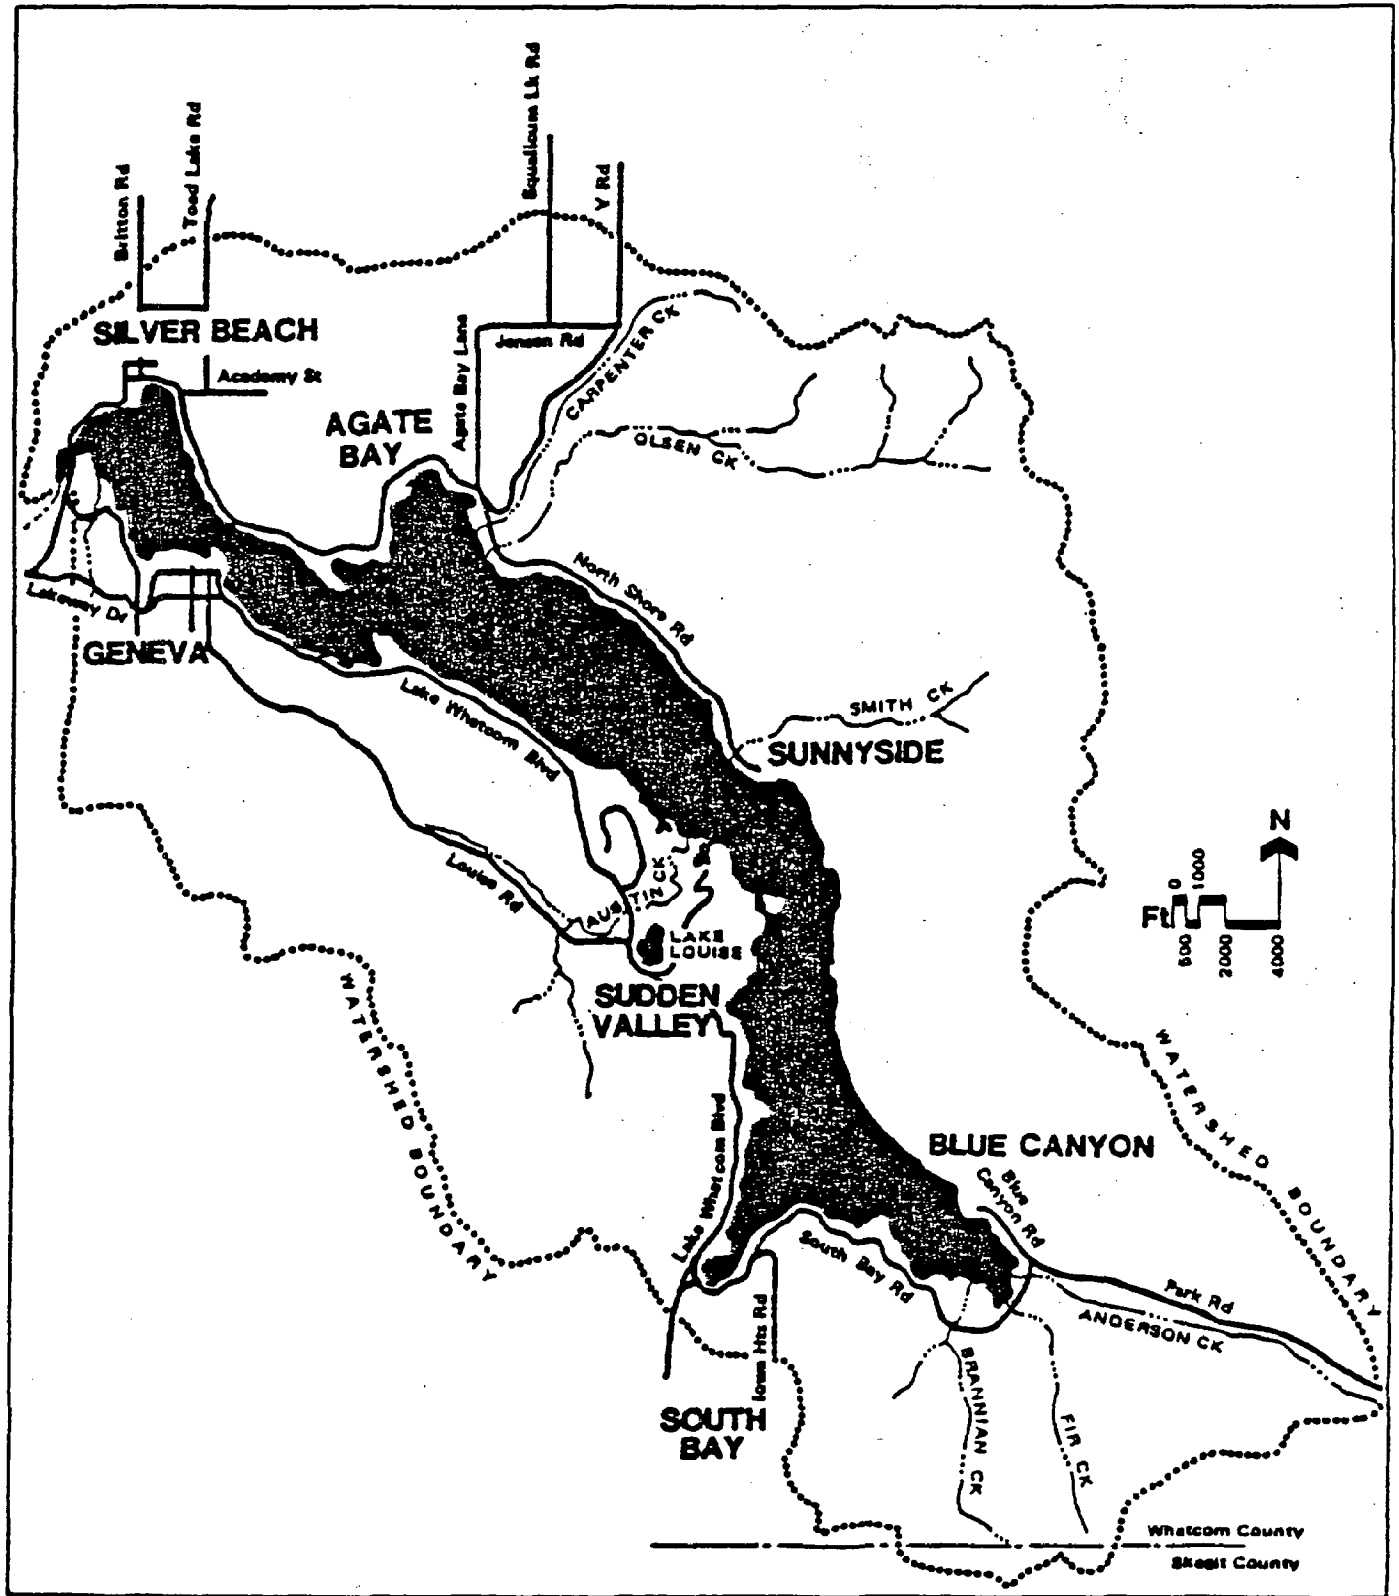 Britton Rd
Toad Lake Rd
Squalicum Lk Rd
Y Rd
SILVER BEACH
Academy St
AGATE
BAY
Agate Bay Lane
Jensen Rd
CARPENTER CK
OLSEN CK
North Shore Rd
Lakeway Dr
GENEVA
Lake Whatcom Blvd
SMITH CK
SUNNYSIDE
Louise Rd
AUSTIN CK
LAKE
LOUISE
SUDDEN
VALLEY
N
Ft
0
1000
500
2000
4000
WATERSHED BOUNDARY
WATERSHED BOUNDARY
Lake Whatcom Blvd
BLUE CANYON
Blue
Canyon Rd
South Bay Rd
Park Rd
ANDERSON CK
Hts Rd
SOUTH
BAY
BRANNIAN CK
FIR CK
Whatcom County
Skagit County